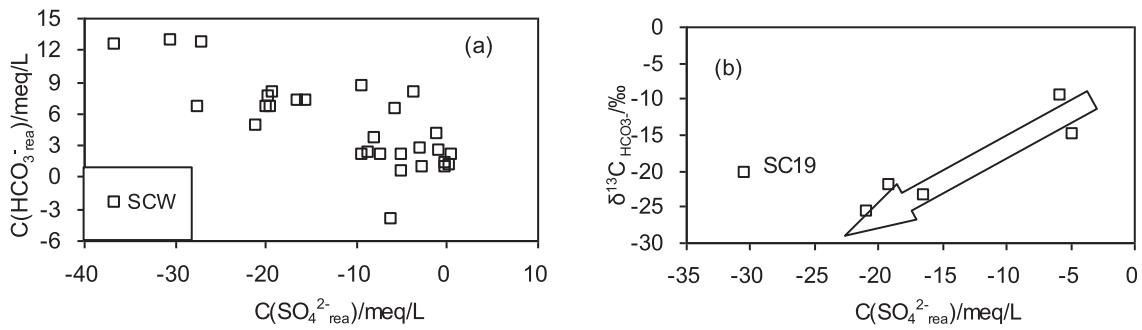 (a)
C(HCO₃⁻ rea)/meq/L
15
12
9
6
3
0
-3
-6
SCW
-40 -30 -20 -10 0 10
C(SO₄²⁻rea)/meq/L
(b)
δ¹³C HCO3-/‰
0
-5
-10
-15
-20
-25
-30
SC19
-35 -30 -25 -20 -15 -10 -5 0
C(SO₄²⁻rea)/meq/L